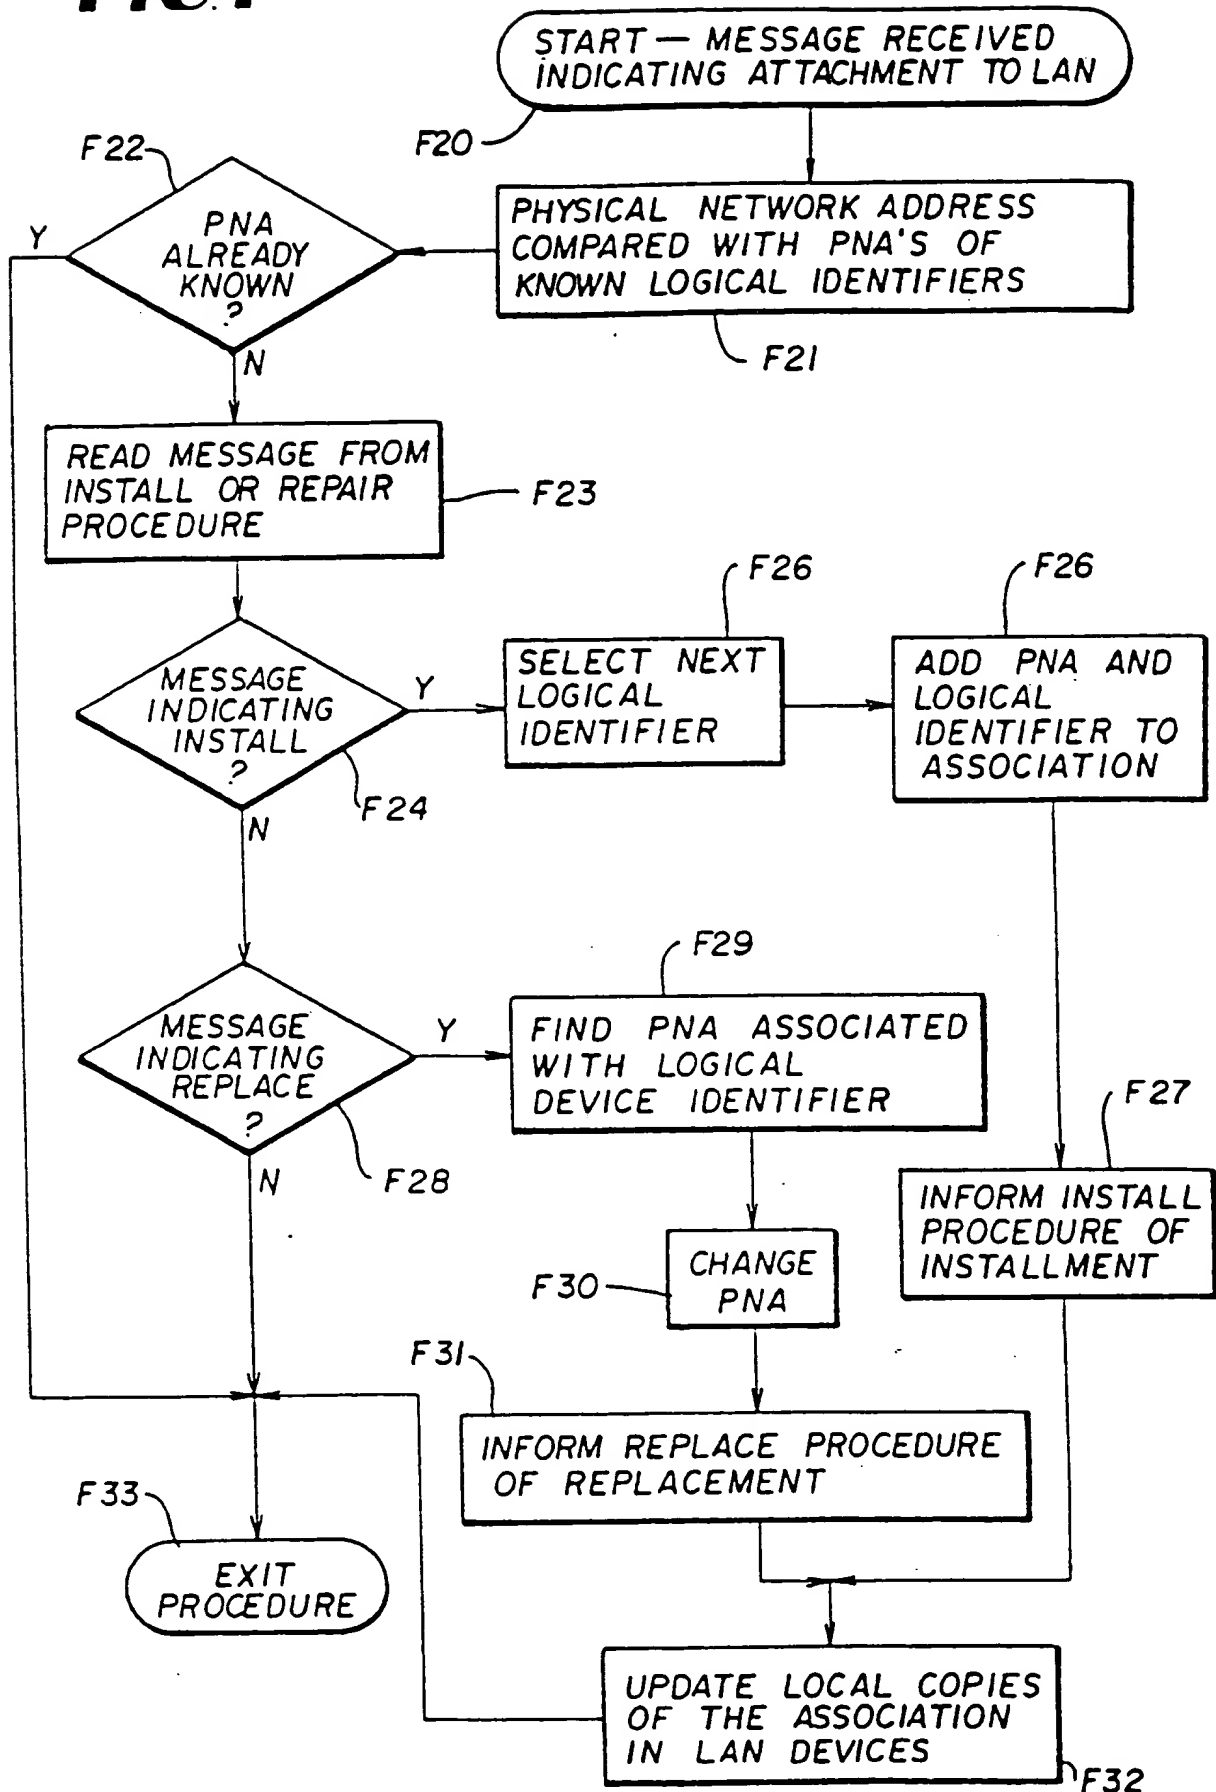 START — MESSAGE RECEIVED
INDICATING ATTACHMENT TO LAN
F20
F22
PHYSICAL NETWORK ADDRESS
COMPARED WITH PNA'S OF
KNOWN LOGICAL IDENTIFIERS
F21
PNA
ALREADY
KNOWN
?
Y
N
READ MESSAGE FROM
INSTALL OR REPAIR
PROCEDURE
F23
MESSAGE
INDICATING
INSTALL
?
Y
F24
N
F26
SELECT NEXT
LOGICAL
IDENTIFIER
F26
ADD PNA AND
LOGICAL
IDENTIFIER TO
ASSOCIATION
MESSAGE
INDICATING
REPLACE
?
Y
F28
N
F29
FIND PNA ASSOCIATED
WITH LOGICAL
DEVICE IDENTIFIER
F27
INFORM INSTALL
PROCEDURE OF
INSTALLMENT
F30
CHANGE
PNA
F31
INFORM REPLACE PROCEDURE
OF REPLACEMENT
F33
EXIT
PROCEDURE
UPDATE LOCAL COPIES
OF THE ASSOCIATION
IN LAN DEVICES
F32